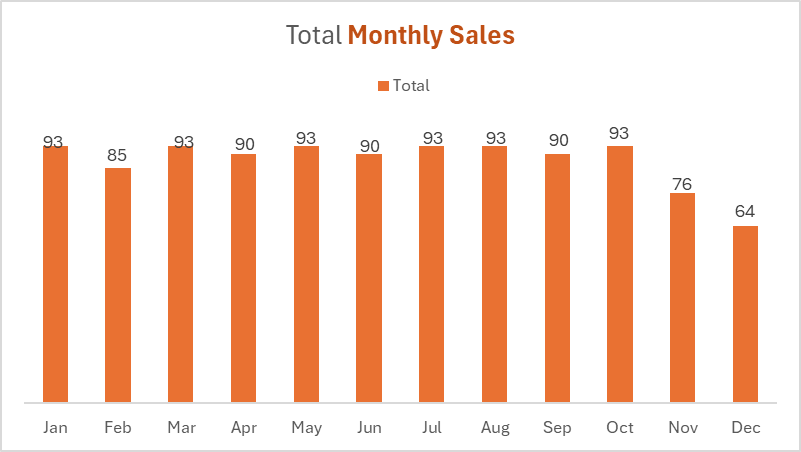 Total Monthly Sales
Total
93 85 93 90 93 90 93 93 90 93 76 64
Jan Feb Mar Apr May Jun Jul Aug Sep Oct Nov Dec